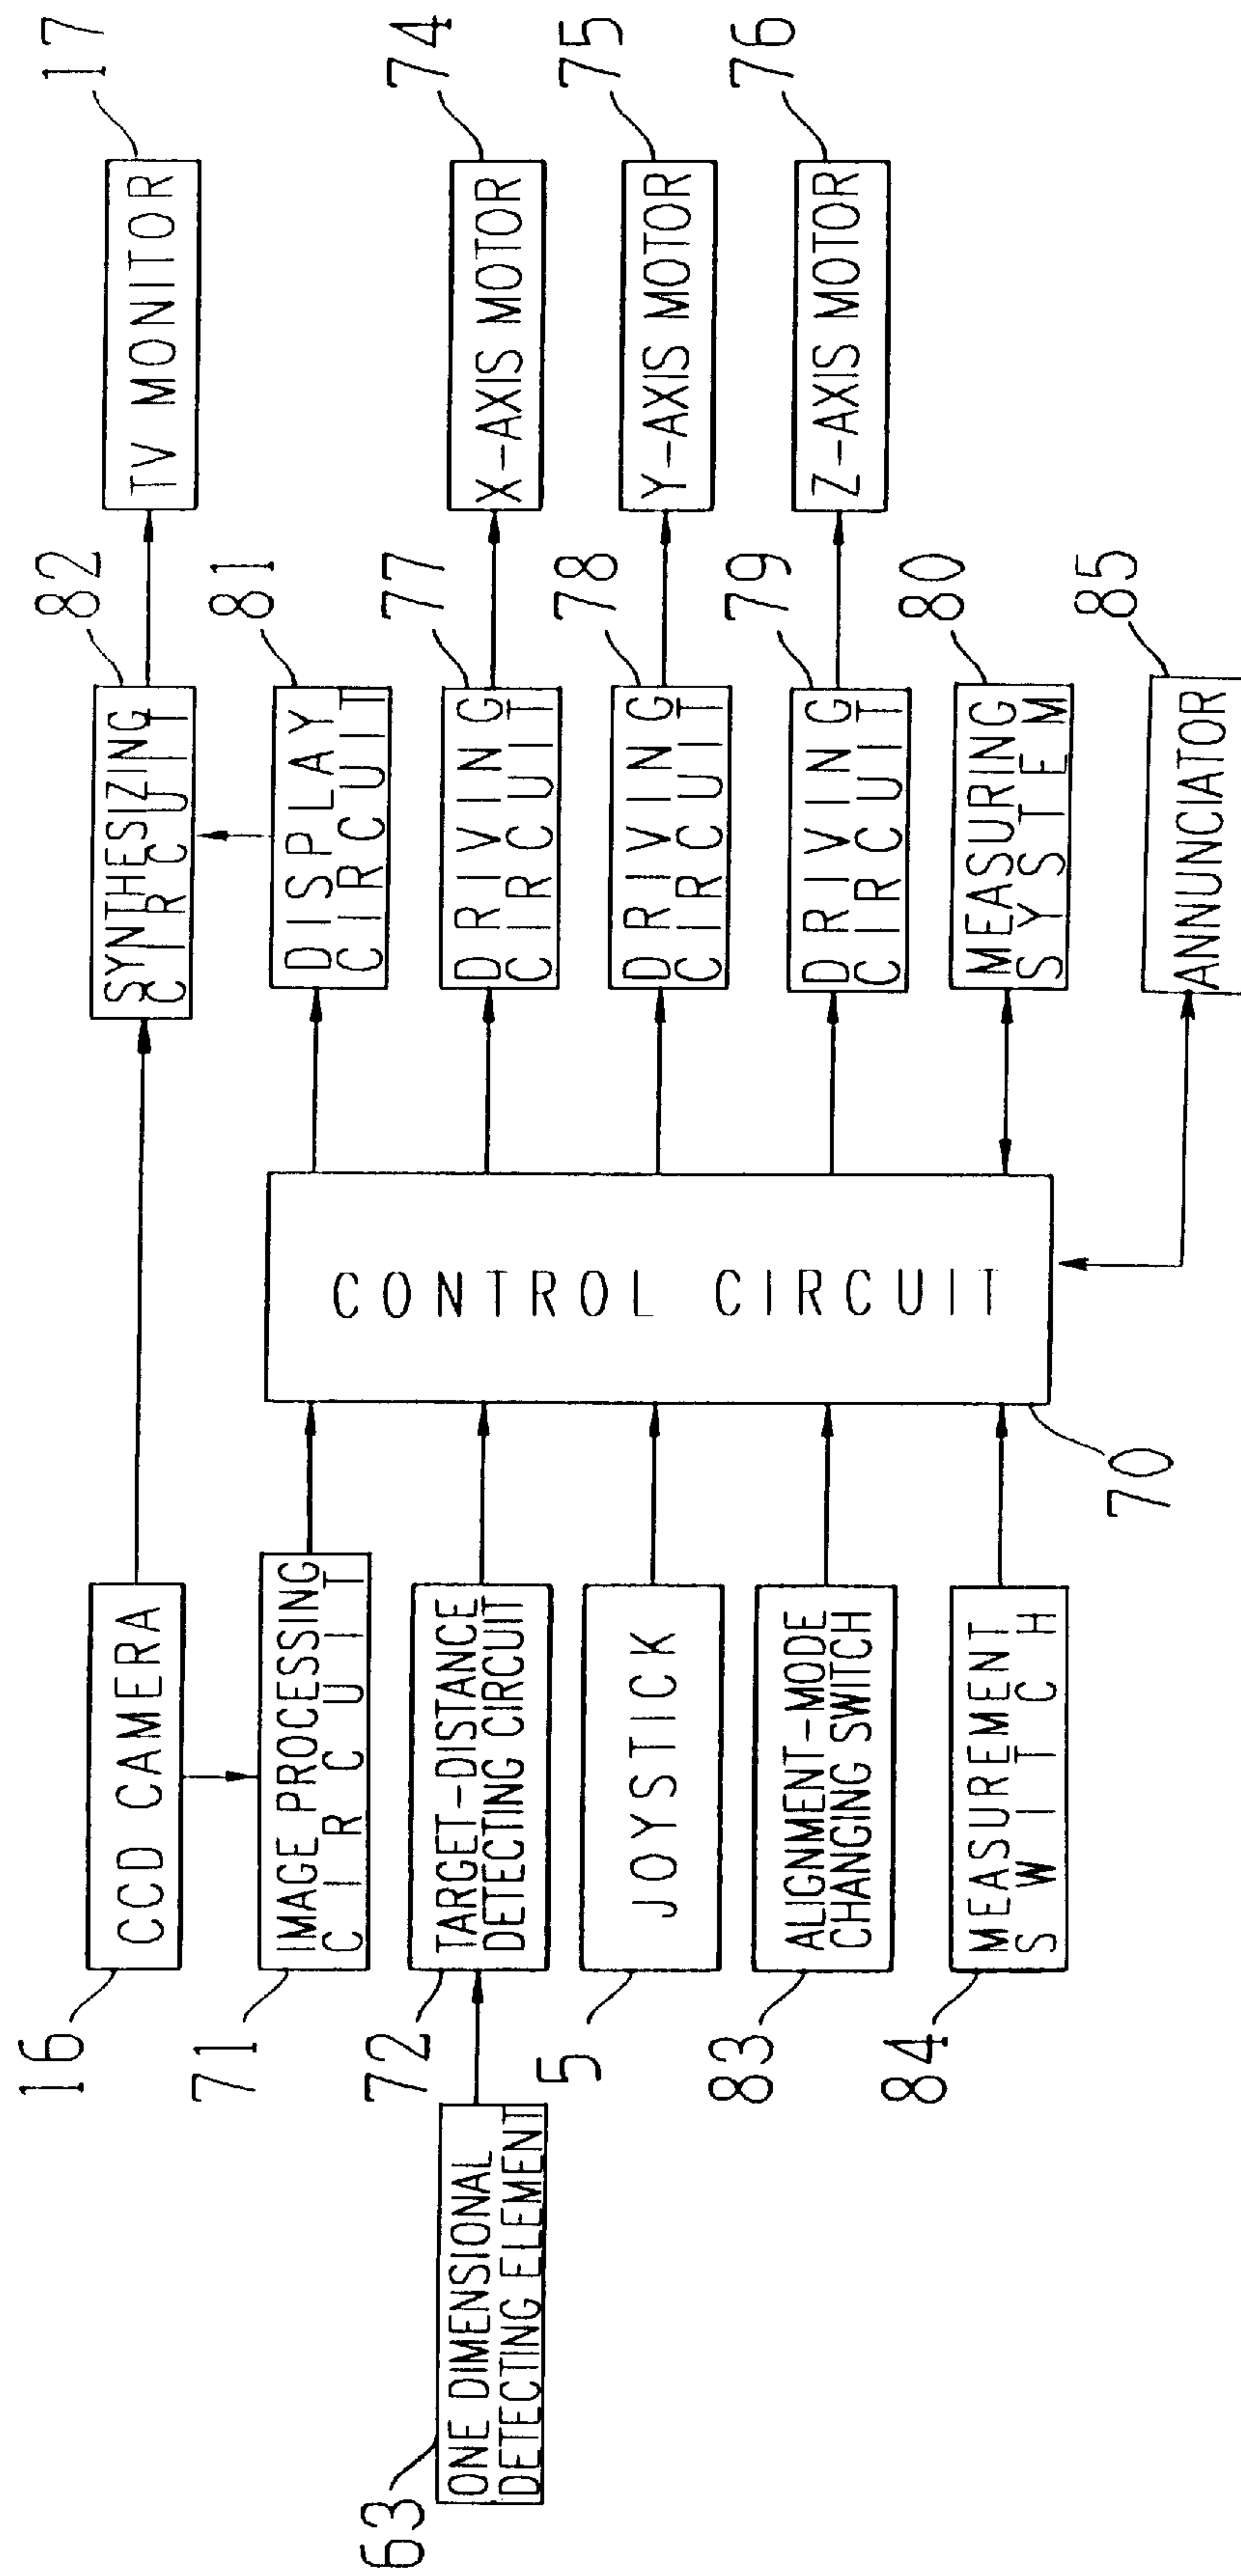 16
CCD CAMERA
71
IMAGE PROCESSING
CIRCUIT
63
ONE DIMENSIONAL
DETECTING ELEMENT
72
TARGET-DISTANCE
DETECTING CIRCUIT
5
JOYSTICK
83
ALIGNMENT-MODE
CHANGING SWITCH
84
MEASUREMENT
SWITCH
CONTROL CIRCUIT
70
82
SYNTHESIZING
CIRCUIT
81
DISPLAY
CIRCUIT
77
DRIVING
CIRCUIT
78
DRIVING
CIRCUIT
79
DRIVING
CIRCUIT
80
MEASURING
SYSTEM
85
ANNUNCIATOR
17
TV MONITOR
74
X-AXIS MOTOR
75
Y-AXIS MOTOR
76
Z-AXIS MOTOR